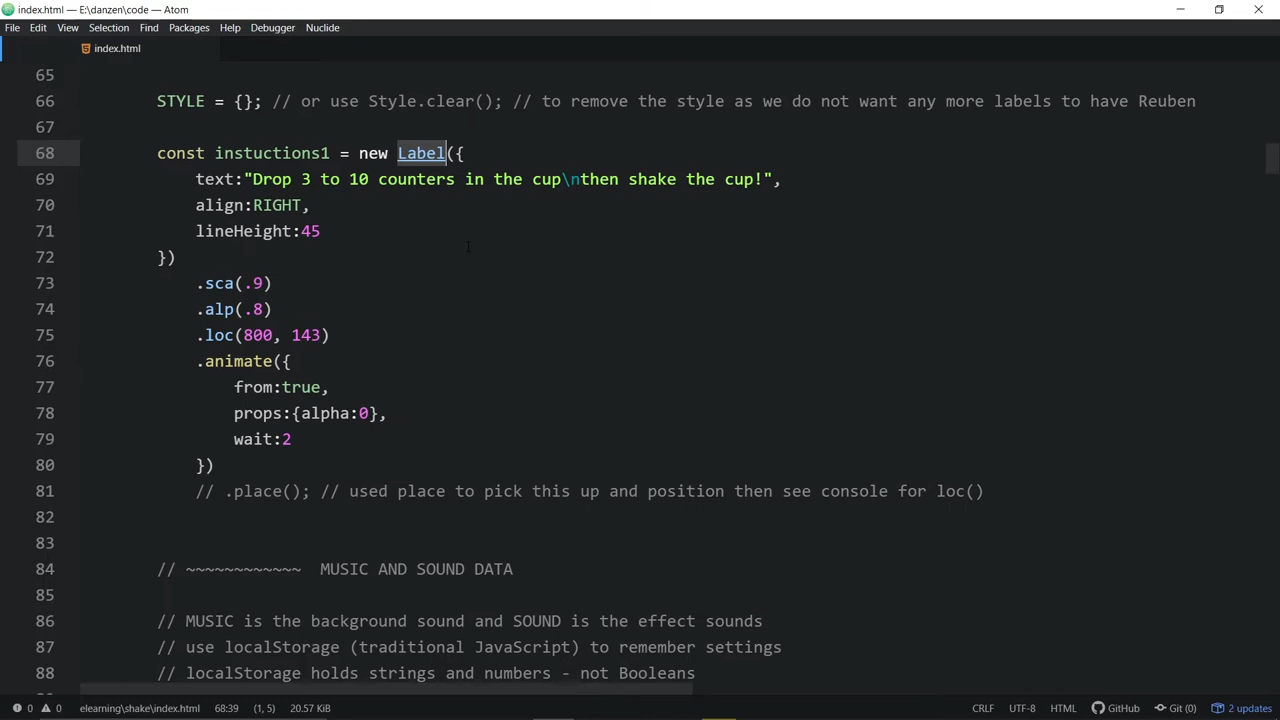 index.html — E:\danzen\code — Atom
File Edit View Selection Find Packages Help Debugger Nuclide
index.html
65
66 STYLE = {}; // or use Style.clear(); // to remove the style as we do not want any more labels to have Reuben
67
68 const instuctions1 = new Label({
69 text:"Drop 3 to 10 counters in the cup\nthen shake the cup!",
70 align:RIGHT,
71 lineHeight:45
72 })
73 .sca(.9)
74 .alp(.8)
75 .loc(800, 143)
76 .animate({
77 from:true,
78 props:{alpha:0},
79 wait:2
80 })
81 // .place(); // used place to pick this up and position then see console for loc()
82
83
84 // ~~~~~~~~~~~~ MUSIC AND SOUND DATA
85
86 // MUSIC is the background sound and SOUND is the effect sounds
87 // use localStorage (traditional JavaScript) to remember settings
88 // localStorage holds strings and numbers - not Booleans
0 0 elearning\shake\index.html 68:39 (1, 5) 20.57 KiB CRLF UTF-8 HTML GitHub Git (0) 2 updates